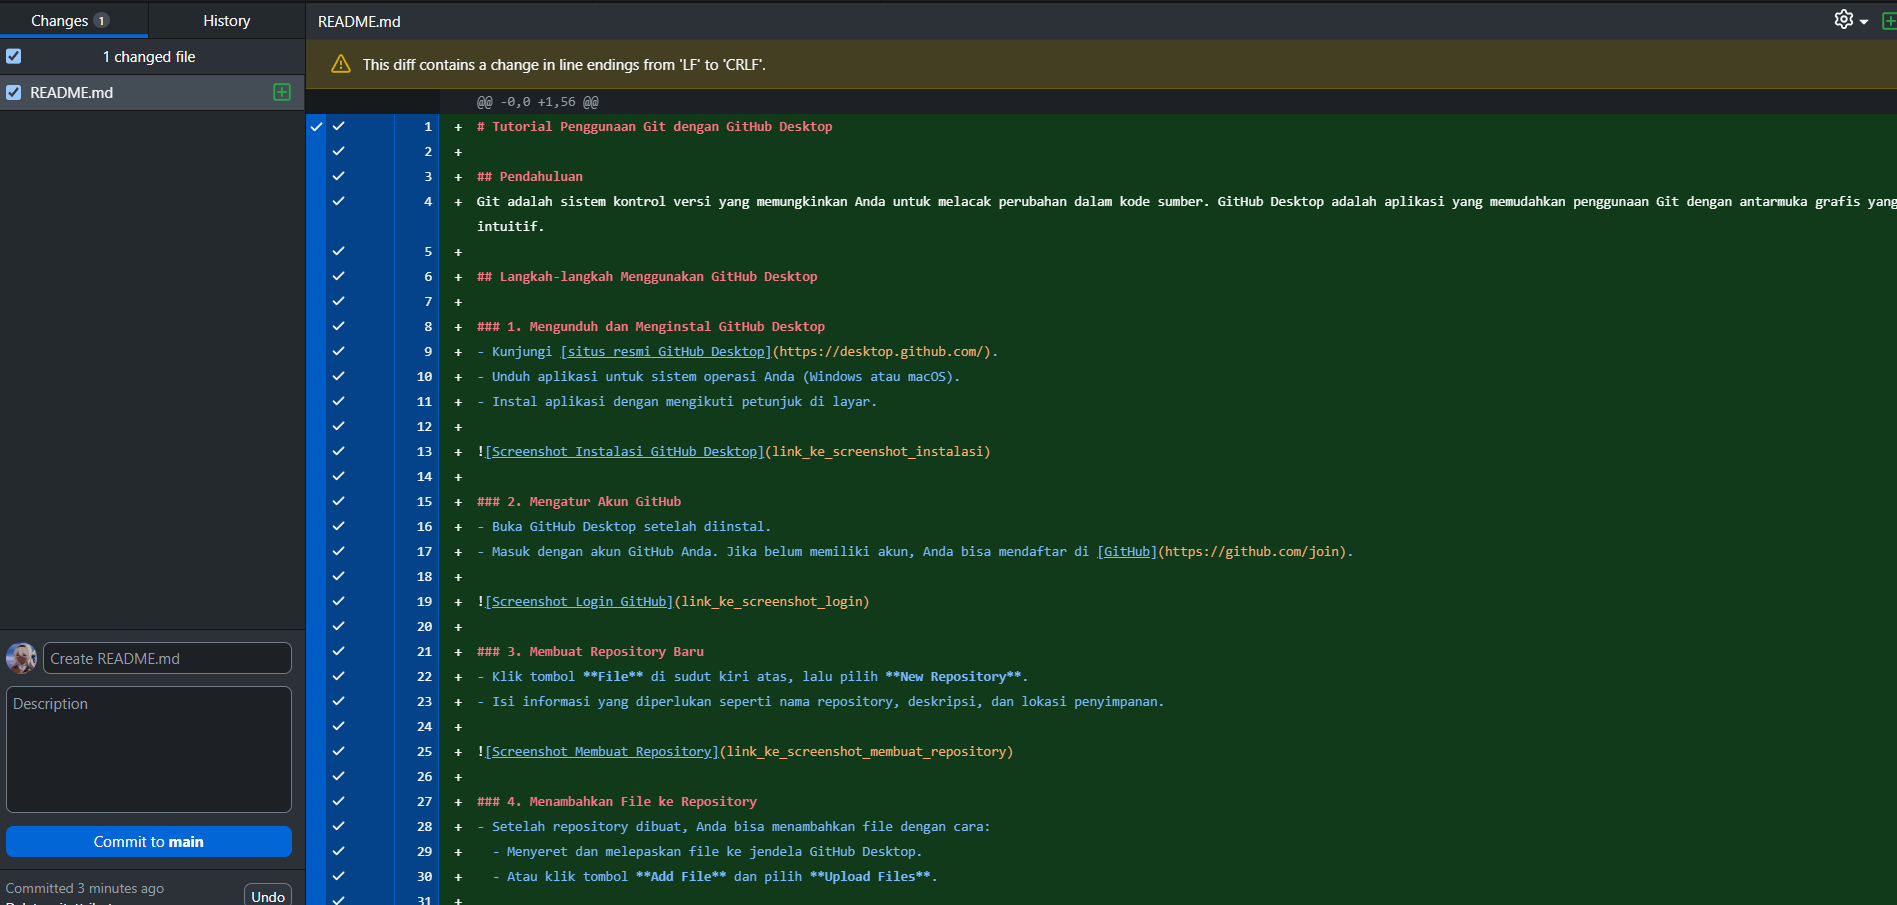 Changes 1
History
README.md
1 changed file
This diff contains a change in line endings from 'LF' to 'CRLF'.
README.md
@@ -0,0 +1,56 @@
1 + # Tutorial Penggunaan Git dengan GitHub Desktop
2 +
3 + ## Pendahuluan
4 + Git adalah sistem kontrol versi yang memungkinkan Anda untuk melacak perubahan dalam kode sumber. GitHub Desktop adalah aplikasi yang memudahkan penggunaan Git dengan antarmuka grafis yang
intuitif.
5 +
6 + ## Langkah-langkah Menggunakan GitHub Desktop
7 +
8 + ### 1. Mengunduh dan Menginstal GitHub Desktop
9 + - Kunjungi [situs resmi GitHub Desktop](https://desktop.github.com/).
10 + - Unduh aplikasi untuk sistem operasi Anda (Windows atau macOS).
11 + - Instal aplikasi dengan mengikuti petunjuk di layar.
12 +
13 + ![Screenshot Instalasi GitHub Desktop](link_ke_screenshot_instalasi)
14 +
15 + ### 2. Mengatur Akun GitHub
16 + - Buka GitHub Desktop setelah diinstal.
17 + - Masuk dengan akun GitHub Anda. Jika belum memiliki akun, Anda bisa mendaftar di [GitHub](https://github.com/join).
18 +
19 + ![Screenshot Login GitHub](link_ke_screenshot_login)
20 +
21 + ### 3. Membuat Repository Baru
22 + - Klik tombol **File** di sudut kiri atas, lalu pilih **New Repository**.
23 + - Isi informasi yang diperlukan seperti nama repository, deskripsi, dan lokasi penyimpanan.
24 +
25 + ![Screenshot Membuat Repository](link_ke_screenshot_membuat_repository)
26 +
27 + ### 4. Menambahkan File ke Repository
28 + - Setelah repository dibuat, Anda bisa menambahkan file dengan cara:
29 +   - Menyeret dan melepaskan file ke jendela GitHub Desktop.
30 +   - Atau klik tombol **Add File** dan pilih **Upload Files**.
31 +
Create README.md
Description
Commit to main
Committed 3 minutes ago
Undo